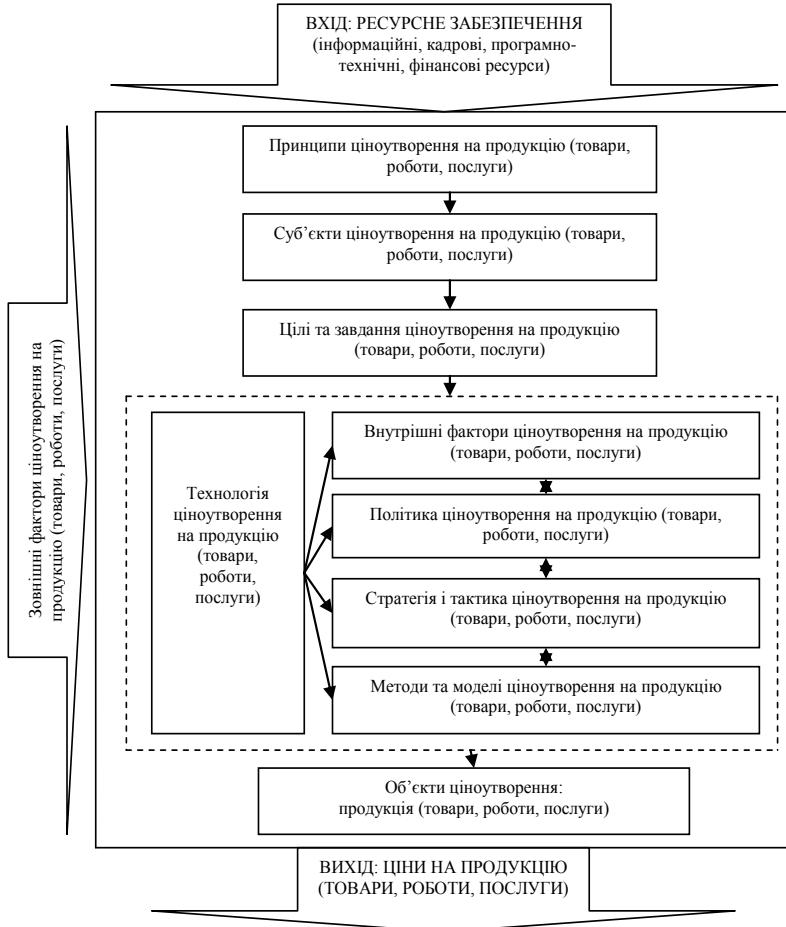 ВХІД: РЕСУРСНЕ ЗАБЕЗПЕЧЕННЯ
(інформаційні, кадрові, програмно-
технічні, фінансові ресурси)
Принципи ціноутворення на продукцію (товари,
роботи, послуги)
Суб’єкти ціноутворення на продукцію (товари,
роботи, послуги)
Цілі та завдання ціноутворення на продукцію
(товари, роботи, послуги)
Зовнішні фактори ціноутворення на
продукцію (товари, роботи, послуги)
Технологія
ціноутворення
на продукцію
(товари,
роботи,
послуги)
Внутрішні фактори ціноутворення на продукцію
(товари, роботи, послуги)
Політика ціноутворення на продукцію (товари,
роботи, послуги)
Стратегія і тактика ціноутворення на продукцію
(товари, роботи, послуги)
Методи та моделі ціноутворення на продукцію
(товари, роботи, послуги)
Об’єкти ціноутворення:
продукція (товари, роботи, послуги)
ВИХІД: ЦІНИ НА ПРОДУКЦІЮ
(ТОВАРИ, РОБОТИ, ПОСЛУГИ)